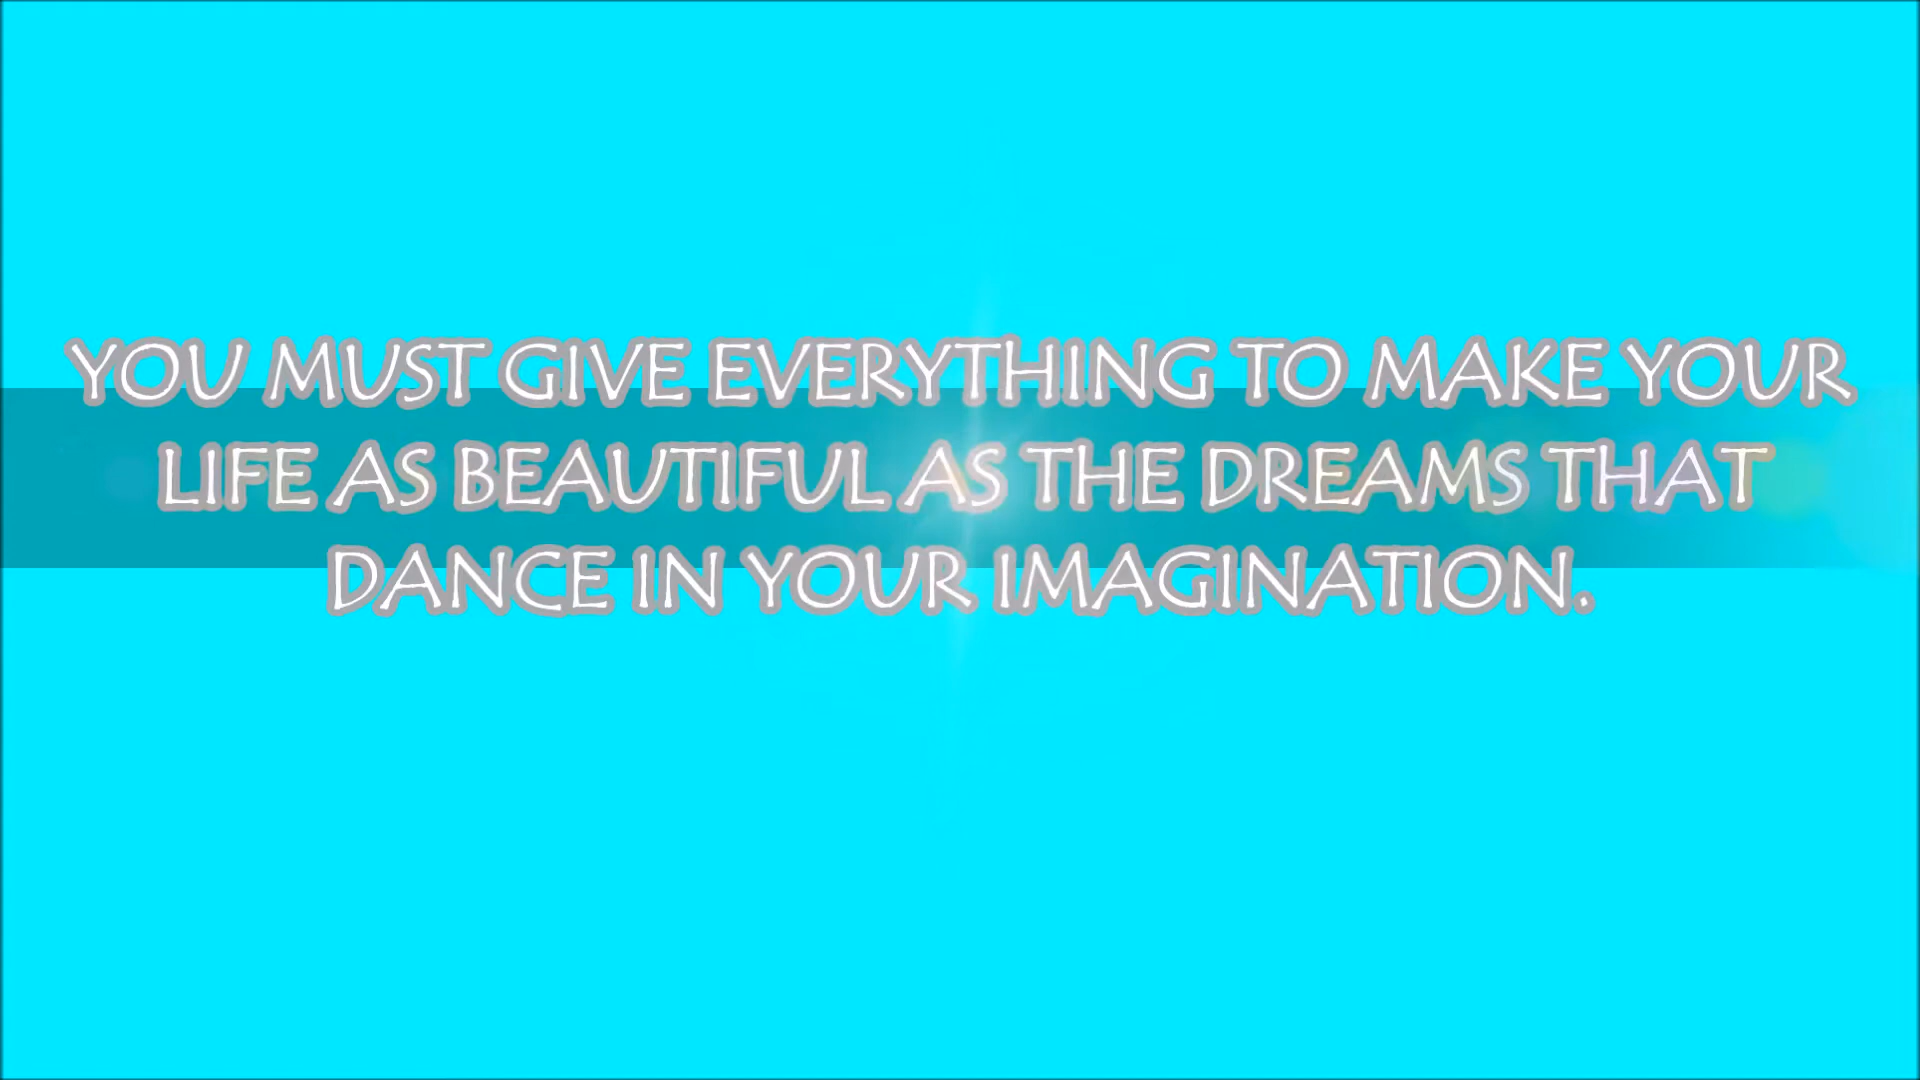 YOU MUST GIVE EVERYTHING TO MAKE YOUR
LIFE AS BEAUTIFUL AS THE DREAMS THAT
DANCE IN YOUR IMAGINATION.